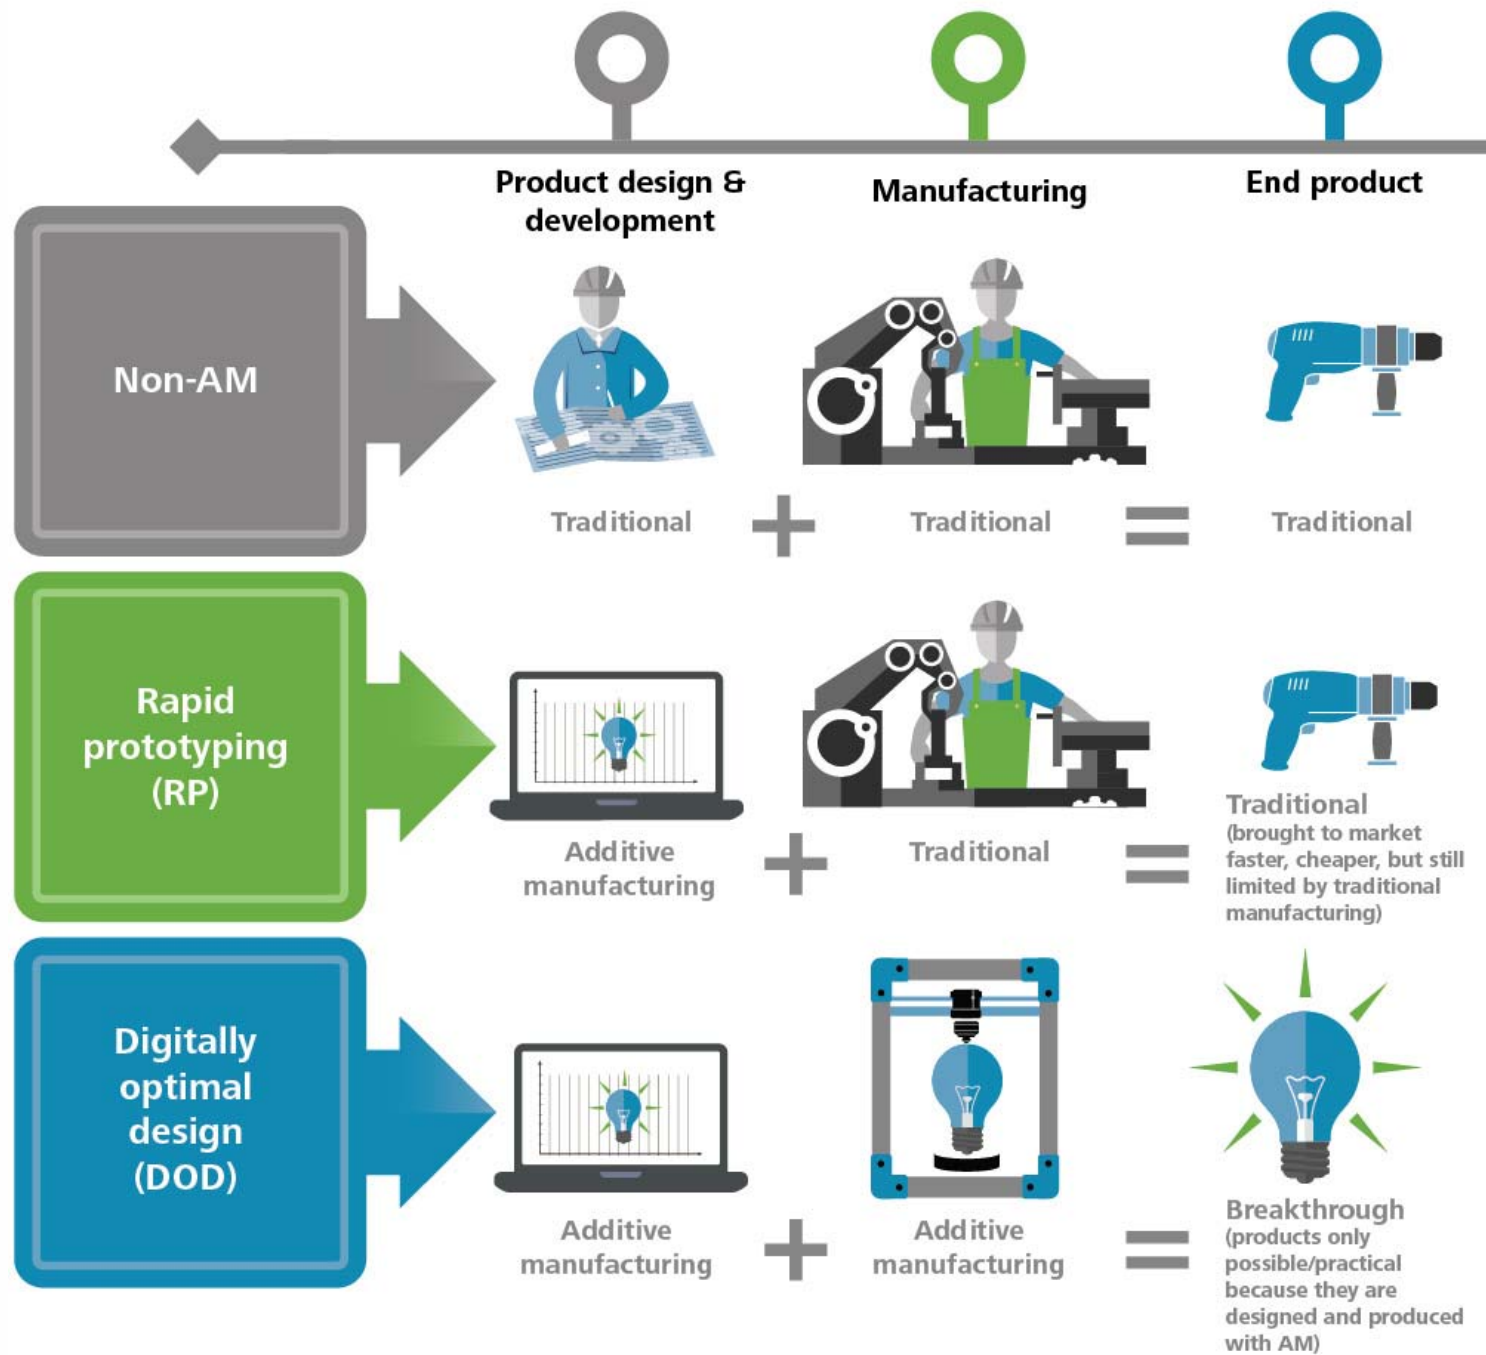 Product design &
development
Manufacturing
End product
Non-AM
Traditional
+
Traditional
=
Traditional
Rapid
prototyping
(RP)
Additive
manufacturing
+
Traditional
=
Traditional
(brought to market
faster, cheaper, but still
limited by traditional
manufacturing)
Digitally
optimal
design
(DOD)
Additive
manufacturing
+
Additive
manufacturing
=
Breakthrough
(products only
possible/practical
because they are
designed and produced
with AM)